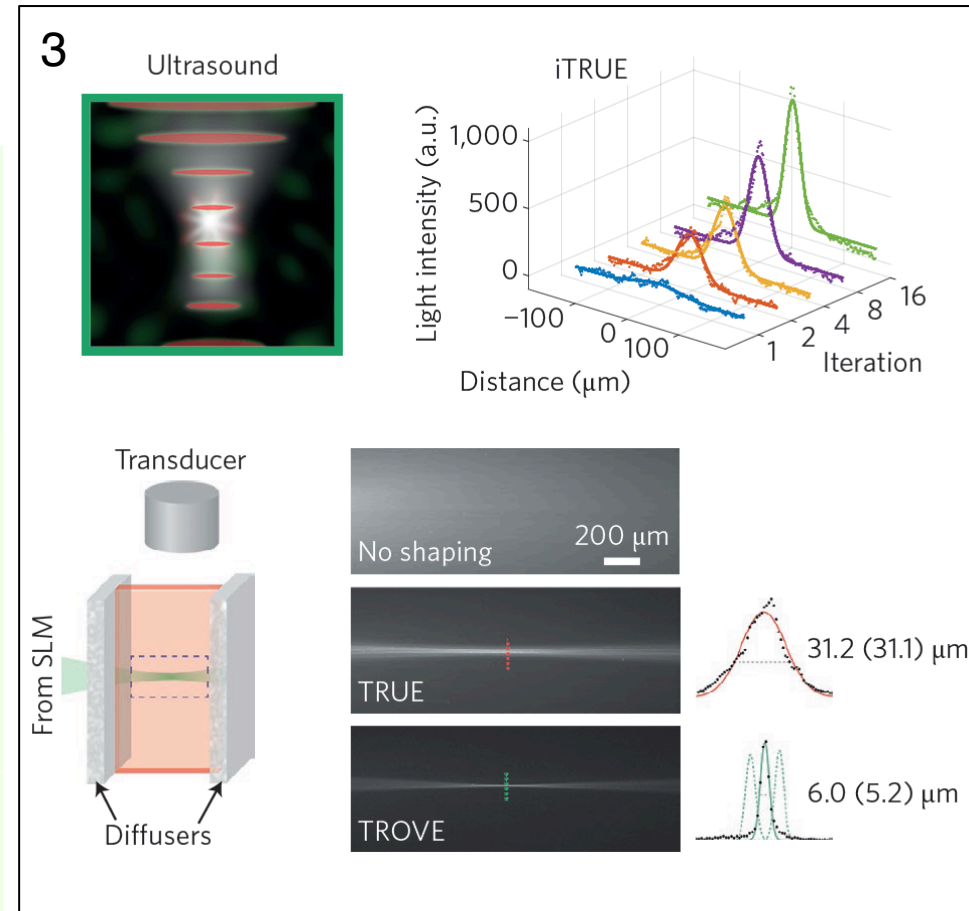 3
Ultrasound
iTRUE
Light intensity (a.u.)
1,000
500
0
−100
0
100
Distance (μm)
1
2
4
8
16
Iteration
Transducer
From SLM
Diffusers
No shaping
200 μm
TRUE
31.2 (31.1) μm
TROVE
6.0 (5.2) μm